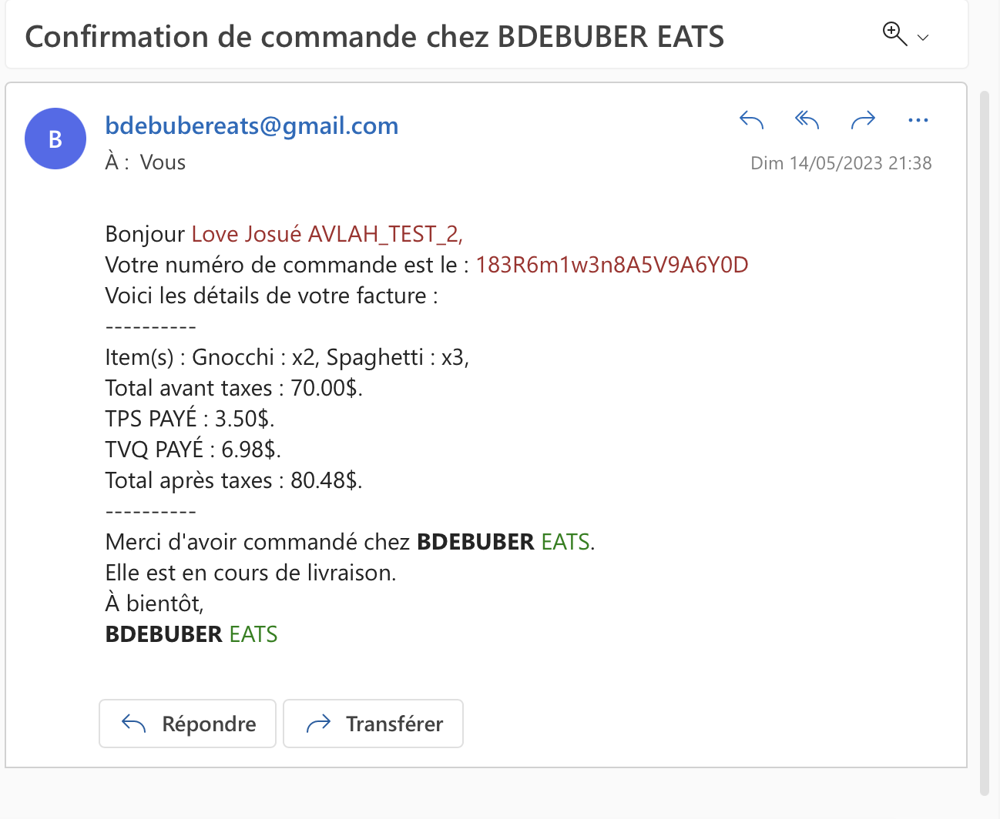 Confirmation de commande chez BDEBUBER EATS
B
bdebubereats@gmail.com
À : Vous
Dim 14/05/2023 21:38
Bonjour Love Josué AVLAH_TEST_2,
Votre numéro de commande est le : 183R6m1w3n8A5V9A6Y0D
Voici les détails de votre facture :
----------
Item(s) : Gnocchi : x2, Spaghetti : x3,
Total avant taxes : 70.00$.
TPS PAYÉ : 3.50$.
TVQ PAYÉ : 6.98$.
Total après taxes : 80.48$.
----------
Merci d'avoir commandé chez BDEBUBER EATS.
Elle est en cours de livraison.
À bientôt,
BDEBUBER EATS
Répondre Transférer